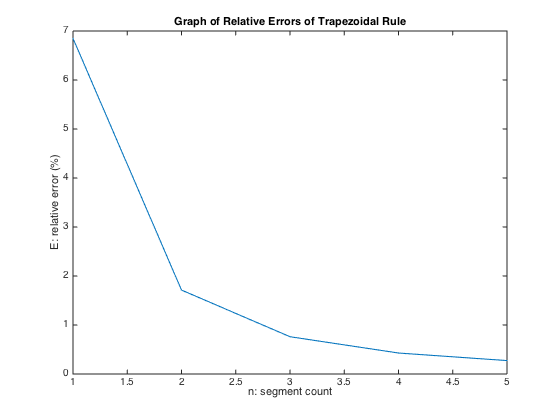 Graph of Relative Errors of Trapezoidal Rule
7
6
5
4
3
2
1
0
E: relative error (%)
1 1.5 2 2.5 3 3.5 4 4.5 5
n: segment count